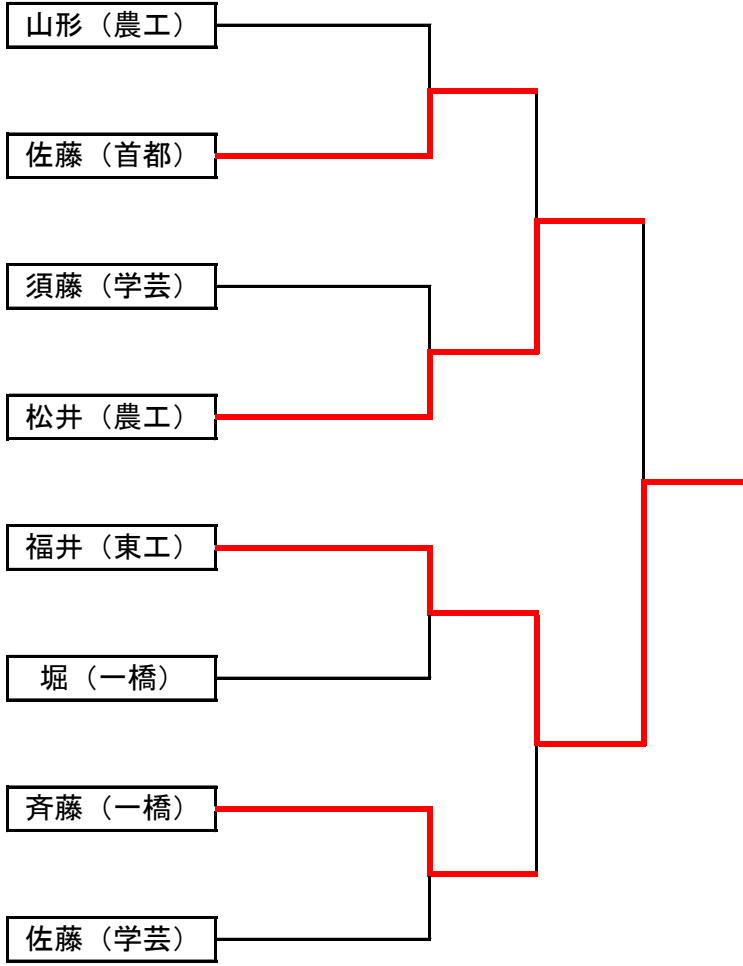 山形（農工）
佐藤（首都）
須藤（学芸）
松井（農工）
福井（東工）
堀（一橋）
斉藤（一橋）
佐藤（学芸）